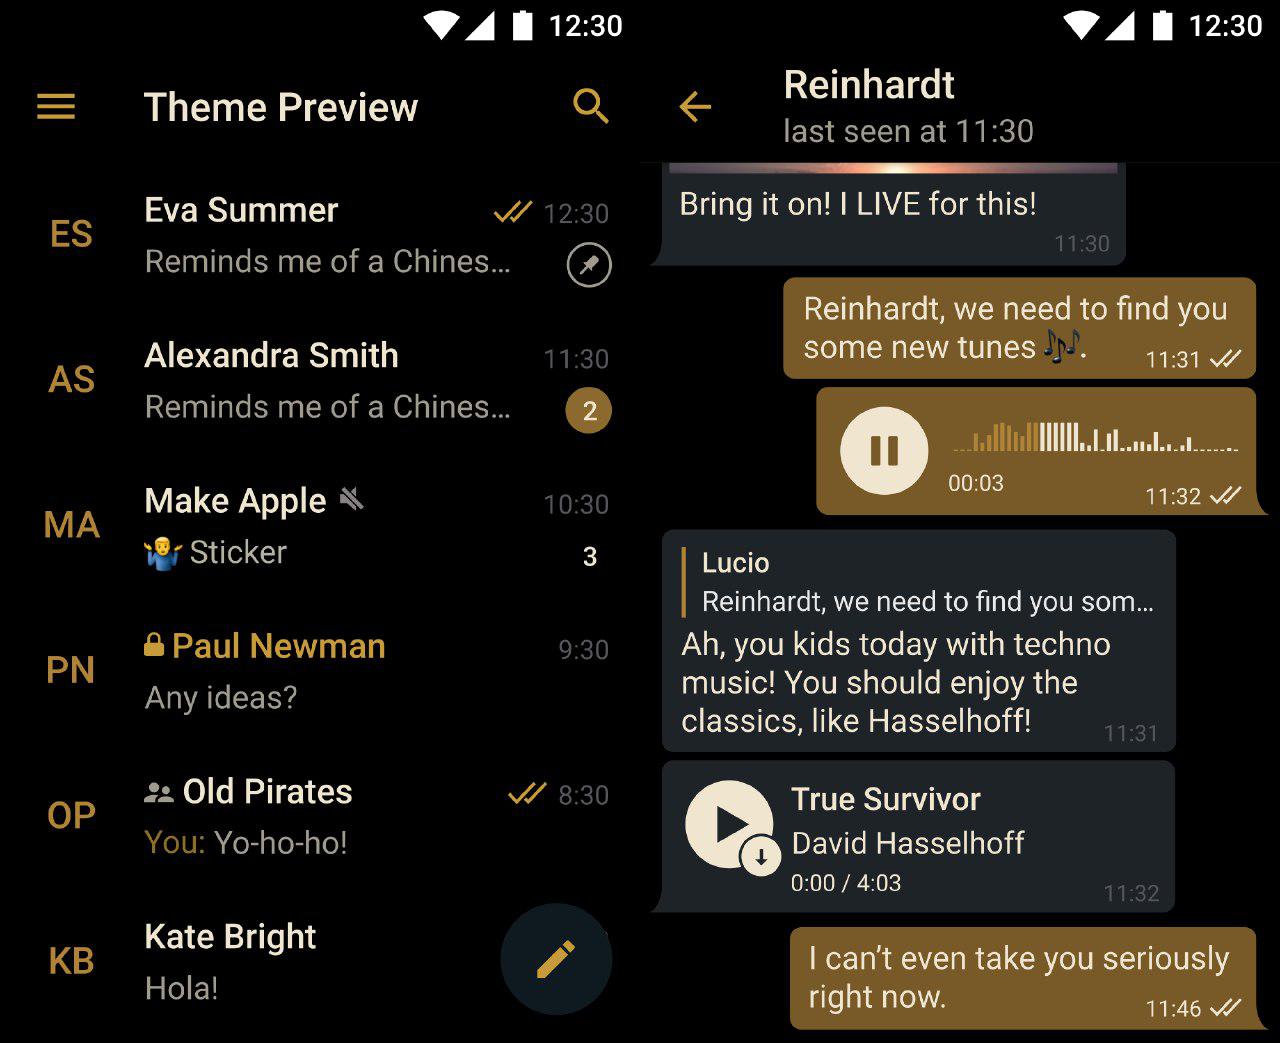 12:30
Theme Preview
ES
Eva Summer
12:30
Reminds me of a Chines...
AS
Alexandra Smith
11:30
Reminds me of a Chines...
2
MA
Make Apple
10:30
Sticker
3
PN
Paul Newman
9:30
Any ideas?
OP
Old Pirates
8:30
You: Yo-ho-ho!
KB
Kate Bright
Hola!
12:30
Reinhardt
last seen at 11:30
Bring it on! I LIVE for this!
11:30
Reinhardt, we need to find you
some new tunes 🎶.
11:31
00:03
11:32
Lucio
Reinhardt, we need to find you som...
Ah, you kids today with techno
music! You should enjoy the
classics, like Hasselhoff!
11:31
True Survivor
David Hasselhoff
0:00 / 4:03
11:32
I can’t even take you seriously
right now.
11:46